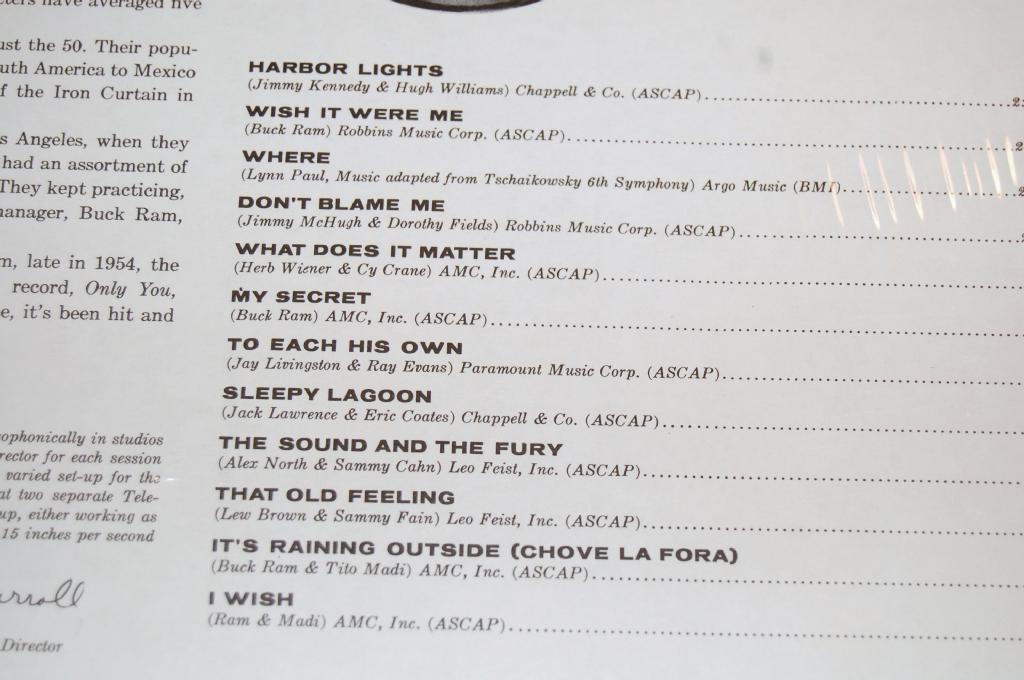 have averaged five
just the 50. Their popu-
South America to Mexico
of the Iron Curtain in
Angeles, when they
had an assortment of
They kept practicing,
manager, Buck Ram,
late in 1954, the
record, Only You,
it's been hit and
in studios
for each session
varied set-up for the
two separate Tele-
either working as
15 inches per second
Director
HARBOR LIGHTS
(Jimmy Kennedy & Hugh Williams) Chappell & Co. (ASCAP)
WISH IT WERE ME
(Buck Ram) Robbins Music Corp. (ASCAP)
WHERE
(Lynn Paul, Music adapted from Tschaikowsky 6th Symphony) Argo Music (BMI)
DON'T BLAME ME
(Jimmy McHugh & Dorothy Fields) Robbins Music Corp. (ASCAP)
WHAT DOES IT MATTER
(Herb Wiener & Cy Crane) AMC, Inc. (ASCAP)
MY SECRET
(Buck Ram) AMC, Inc. (ASCAP)
TO EACH HIS OWN
(Jay Livingston & Ray Evans) Paramount Music Corp. (ASCAP)
SLEEPY LAGOON
(Jack Lawrence & Eric Coates) Chappell & Co. (ASCAP)
THE SOUND AND THE FURY
(Alex North & Sammy Cahn) Leo Feist, Inc. (ASCAP)
THAT OLD FEELING
(Lew Brown & Sammy Fain) Leo Feist, Inc. (ASCAP)
IT'S RAINING OUTSIDE (CHOVE LA FORA)
(Buck Ram & Tito Madi) AMC, Inc. (ASCAP)
I WISH
(Ram & Madi) AMC, Inc. (ASCAP)